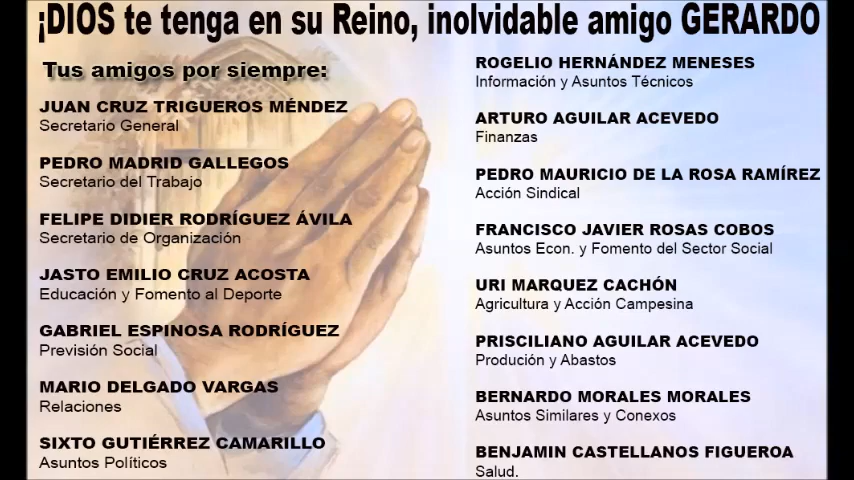 ¡DIOS te tenga en su Reino, inolvidable amigo GERARDO
Tus amigos por siempre:
JUAN CRUZ TRIGUEROS MÉNDEZ
Secretario General
PEDRO MADRID GALLEGOS
Secretario del Trabajo
FELIPE DIDIER RODRÍGUEZ ÁVILA
Secretario de Organización
JASTO EMILIO CRUZ ACOSTA
Educación y Fomento al Deporte
GABRIEL ESPINOSA RODRÍGUEZ
Previsión Social
MARIO DELGADO VARGAS
Relaciones
SIXTO GUTIÉRREZ CAMARILLO
Asuntos Políticos
ROGELIO HERNÁNDEZ MENESES
Información y Asuntos Técnicos
ARTURO AGUILAR ACEVEDO
Finanzas
PEDRO MAURICIO DE LA ROSA RAMÍREZ
Acción Sindical
FRANCISCO JAVIER ROSAS COBOS
Asuntos Econ. y Fomento del Sector Social
URI MARQUEZ CACHÓN
Agricultura y Acción Campesina
PRISCILIANO AGUILAR ACEVEDO
Produción y Abastos
BERNARDO MORALES MORALES
Asuntos Similares y Conexos
BENJAMIN CASTELLANOS FIGUEROA
Salud.